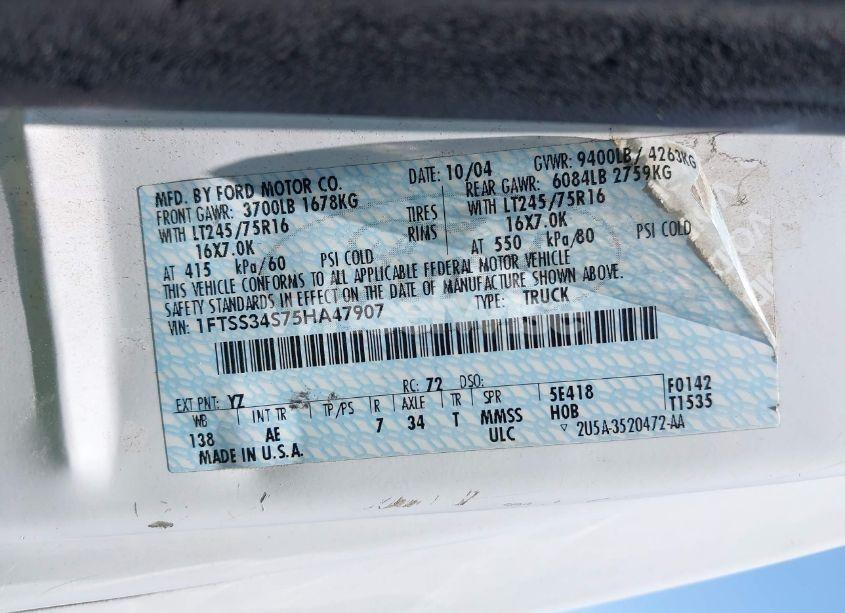 MFD. BY FORD MOTOR CO.
DATE: 10/04
GVWR: 9400LB / 4263KG
FRONT GAWR: 3700LB 1678KG
REAR GAWR: 6084LB 2759KG
WITH LT245/75R16
TIRES
WITH LT245/75R16
16X7.0K
RIMS
16X7.0K
AT 415 kPa/60 PSI COLD
AT 550 kPa/80 PSI COLD
THIS VEHICLE CONFORMS TO ALL APPLICABLE FEDERAL MOTOR VEHICLE
SAFETY STANDARDS IN EFFECT ON THE DATE OF MANUFACTURE SHOWN ABOVE.
VIN: 1FTSS34S75HA47907
TYPE: TRUCK
EXT PNT: YZ
RC: 72 DSO:
WB INT TR TP/PS R AXLE TR SPR
5E418
F0142
138 AE 7 34 T MMSS
HOB
T1535
MADE IN U.S.A.
ULC
2U5A-3520472-AA